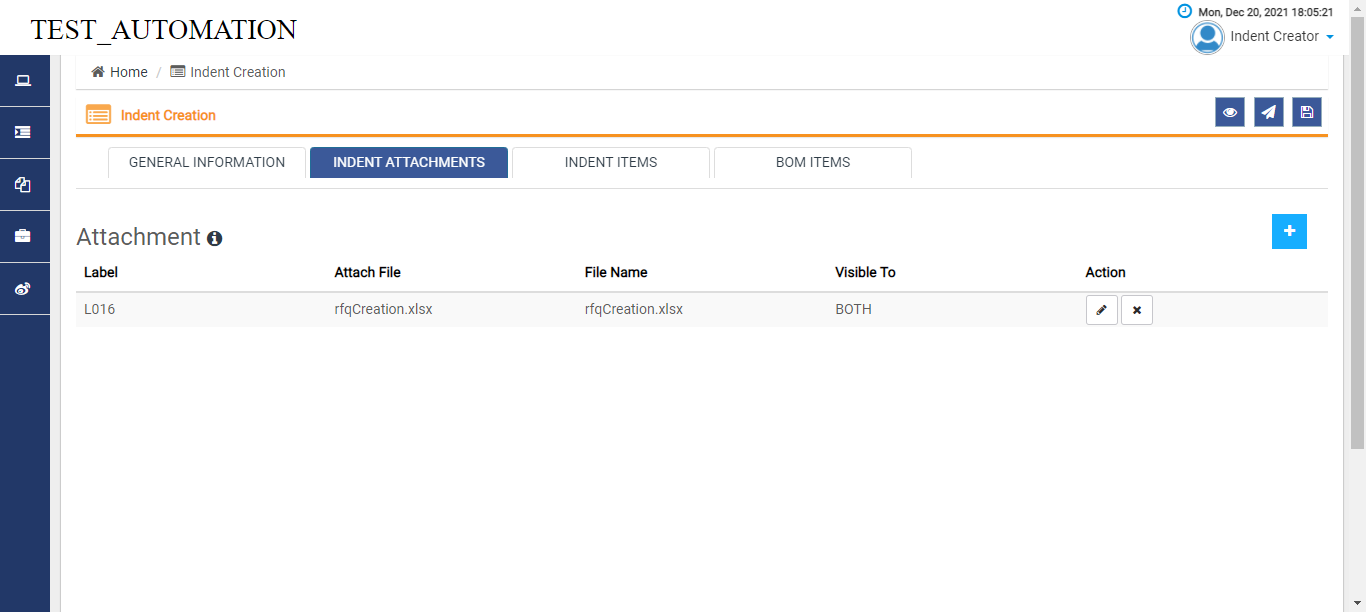 Mon, Dec 20, 2021 18:05:21
TEST_AUTOMATION
Indent Creator
Home / Indent Creation
Indent Creation
GENERAL INFORMATION INDENT ATTACHMENTS INDENT ITEMS BOM ITEMS
Attachment
Label Attach File File Name Visible To Action
L016 rfqCreation.xlsx rfqCreation.xlsx BOTH